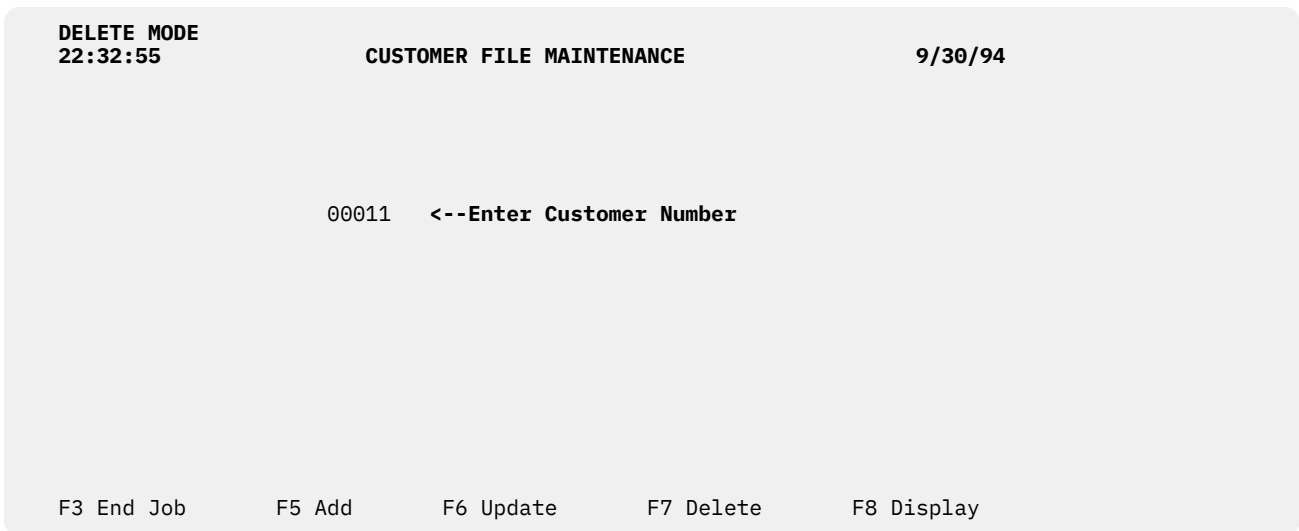 DELETE MODE
22:32:55 CUSTOMER FILE MAINTENANCE 9/30/94
00011 <--Enter Customer Number
F3 End Job F5 Add F6 Update F7 Delete F8 Display